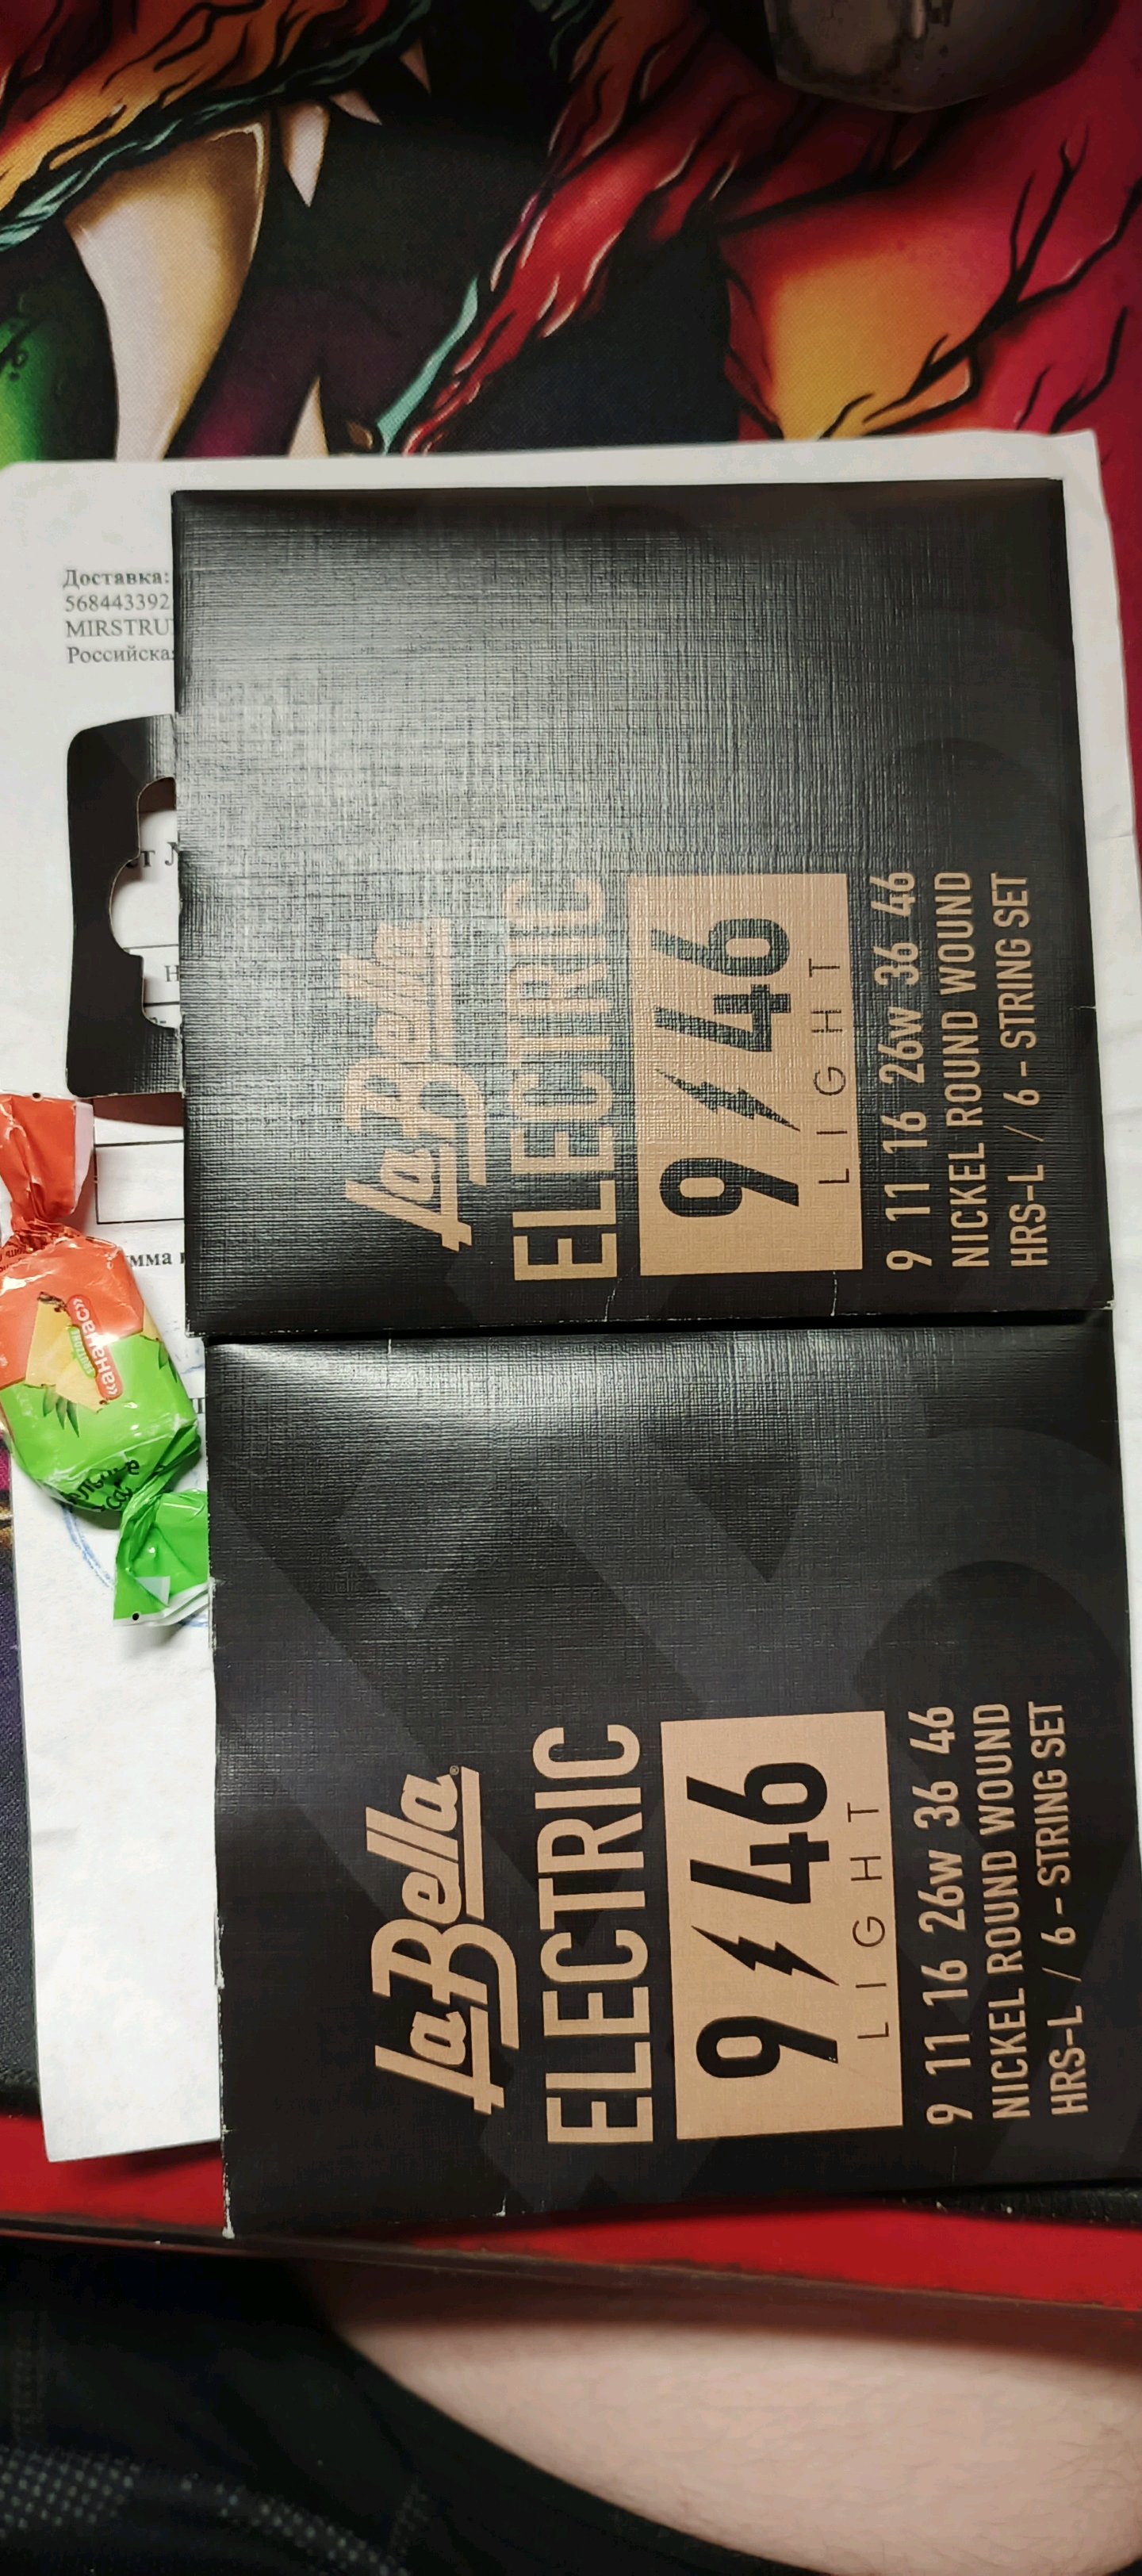 Доставка:
568443392
MIRSTRU
Российска
мма
La Bella
ELECTRIC
9 46
LIGHT
9 11 16 26w 36 46
NICKEL ROUND WOUND
HRS-L / 6 - STRING SET
La Bella®
ELECTRIC
9 46
LIGHT
9 11 16 26w 36 46
NICKEL ROUND WOUND
HRS-L / 6 - STRING SET
«ананас»